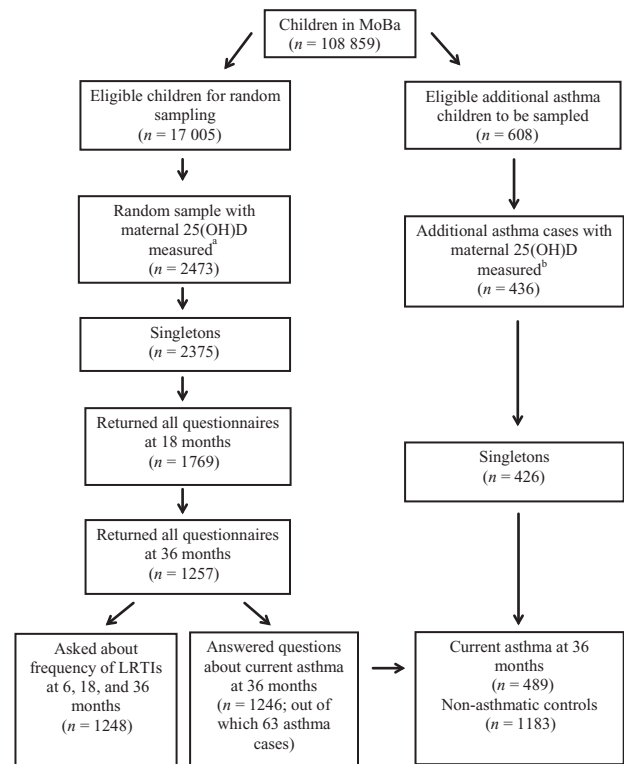 Children in MoBa
(n = 108 859)
Eligible children for random
sampling
(n = 17 005)
Eligible additional asthma
children to be sampled
(n = 608)
Random sample with
maternal 25(OH)D
measured^a
(n = 2473)
Additional asthma cases with
maternal 25(OH)D
measured^b
(n = 436)
Singletons
(n = 2375)
Returned all questionnaires
at 18 months
(n = 1769)
Singletons
(n = 426)
Returned all questionnaires
at 36 months
(n = 1257)
Asked about
frequency of LRTIs
at 6, 18, and 36
months
(n = 1248)
Answered questions
about current asthma
at 36 months
(n = 1246; out of
which 63 asthma
cases)
Current asthma at 36
months
(n = 489)
Non-asthmatic controls
(n = 1183)